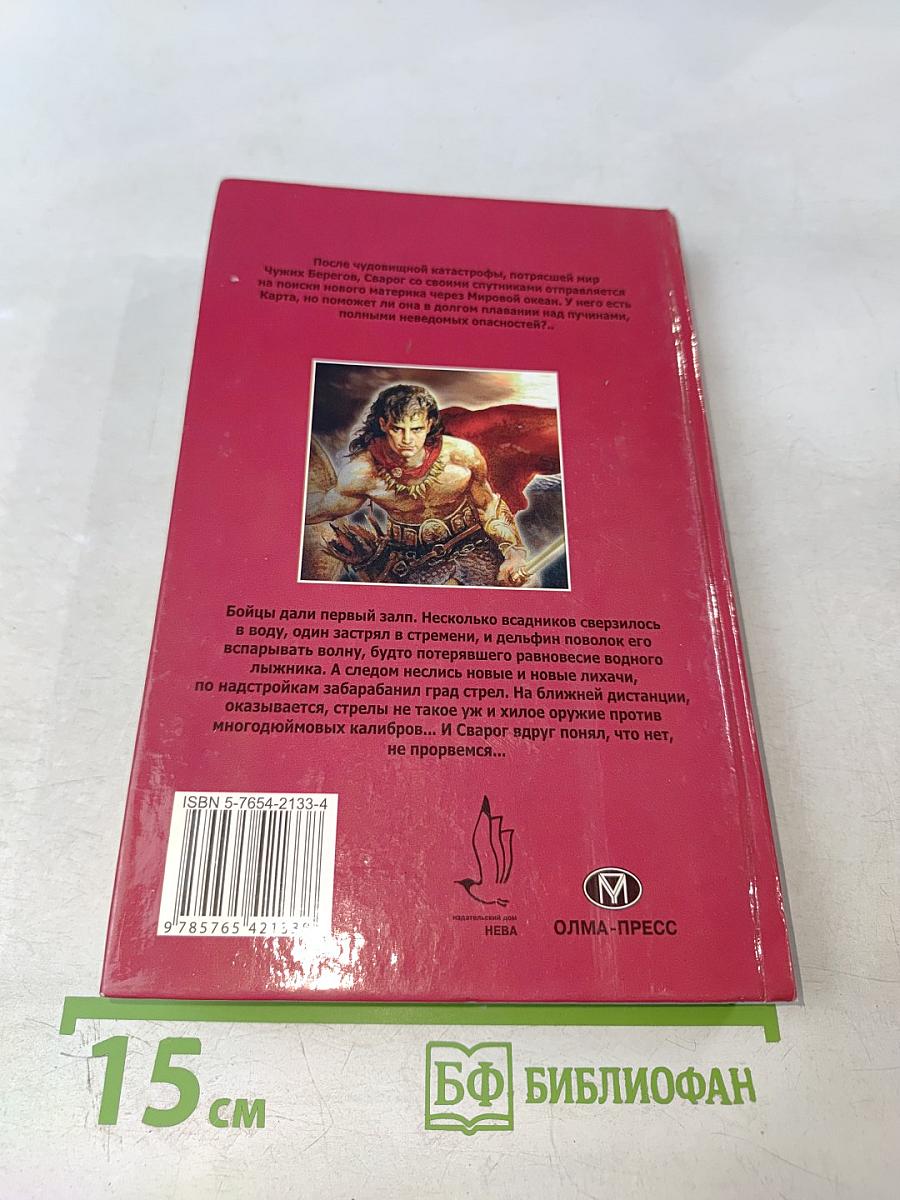 После чудовищной катастрофы, потрясшей мир
Чужих Берегов, Сварог со своими спутниками отправляется
на поиски нового материка через Мировой океан. У него есть
Карта, но поможет ли она в долгом плавании над пучинами,
полными неведомых опасностей?..
Бойцы дали первый залп. Несколько всадников сверзилось
в воду, один застрял в стремени, и дельфин поволок его
вспарывать волну, будто потерявшего равновесие водного
лыжника. А следом неслись новые и новые лихачи,
по надстройкам забарабанил град стрел. На ближней дистанции,
оказывается, стрелы не такое уж и хилое оружие против
многодюймовых калибров... И Сварог вдруг понял, что нет,
не прорвемся...
ISBN 5-7654-2133-4
9 785765 421338
издательский дом
НЕВА
ОЛМА-ПРЕСС
15 см
БФ БИБЛИОФАН